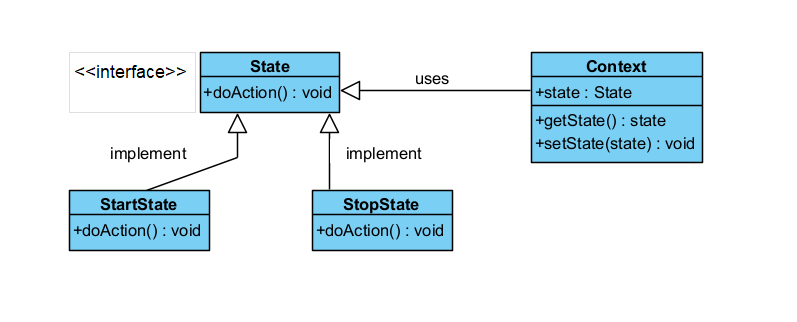 <<interface>>
State
+doAction() : void
uses
Context
+state : State
+getState() : state
+setState(state) : void
implement
implement
StartState
+doAction() : void
StopState
+doAction() : void